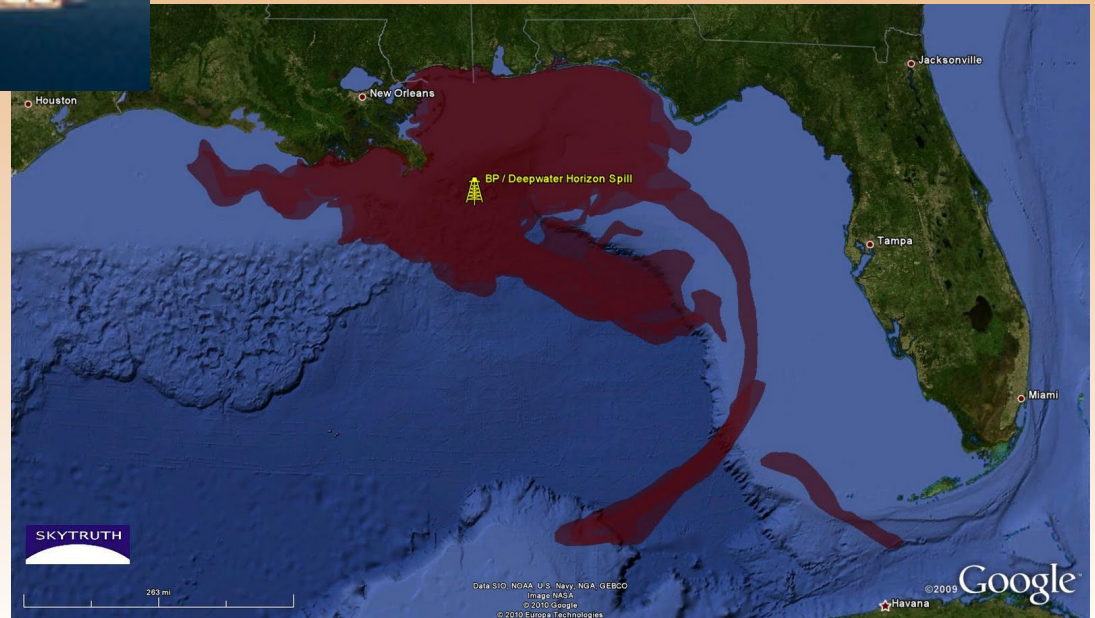 Jacksonville
Houston
New Orleans
BP / Deepwater Horizon Spill
Tampa
Miami
SKYTRUTH
263 mi
Data SIO, NOAA, U.S. Navy, NGA, GEBCO
Image NASA
© 2010 Google
© 2010 Europa Technologies
©2009 Google
Havana